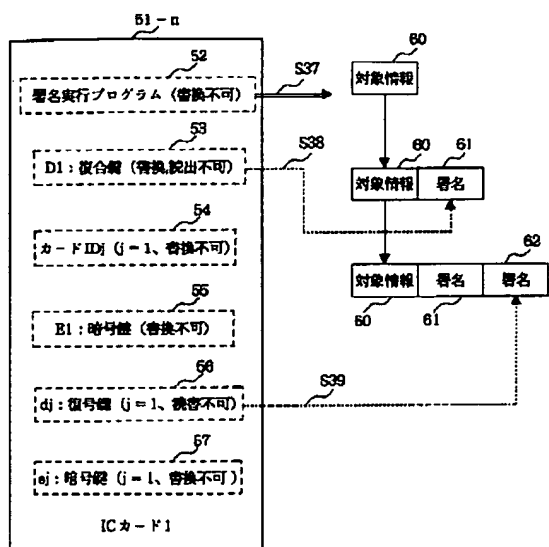 51-n
52
署名実行プログラム（書換不可）
S37
60
対象情報
53
D1：復合鍵（書換,読出不可）
S38
60
61
対象情報
署名
54
カードIDj（j＝1、書換不可）
62
対象情報
署名
署名
60
61
55
E1：暗号鍵（書換不可）
56
dj：復号鍵（j＝1、読書不可）
S39
57
ej：暗号鍵（j＝1、書換不可）
ICカード1